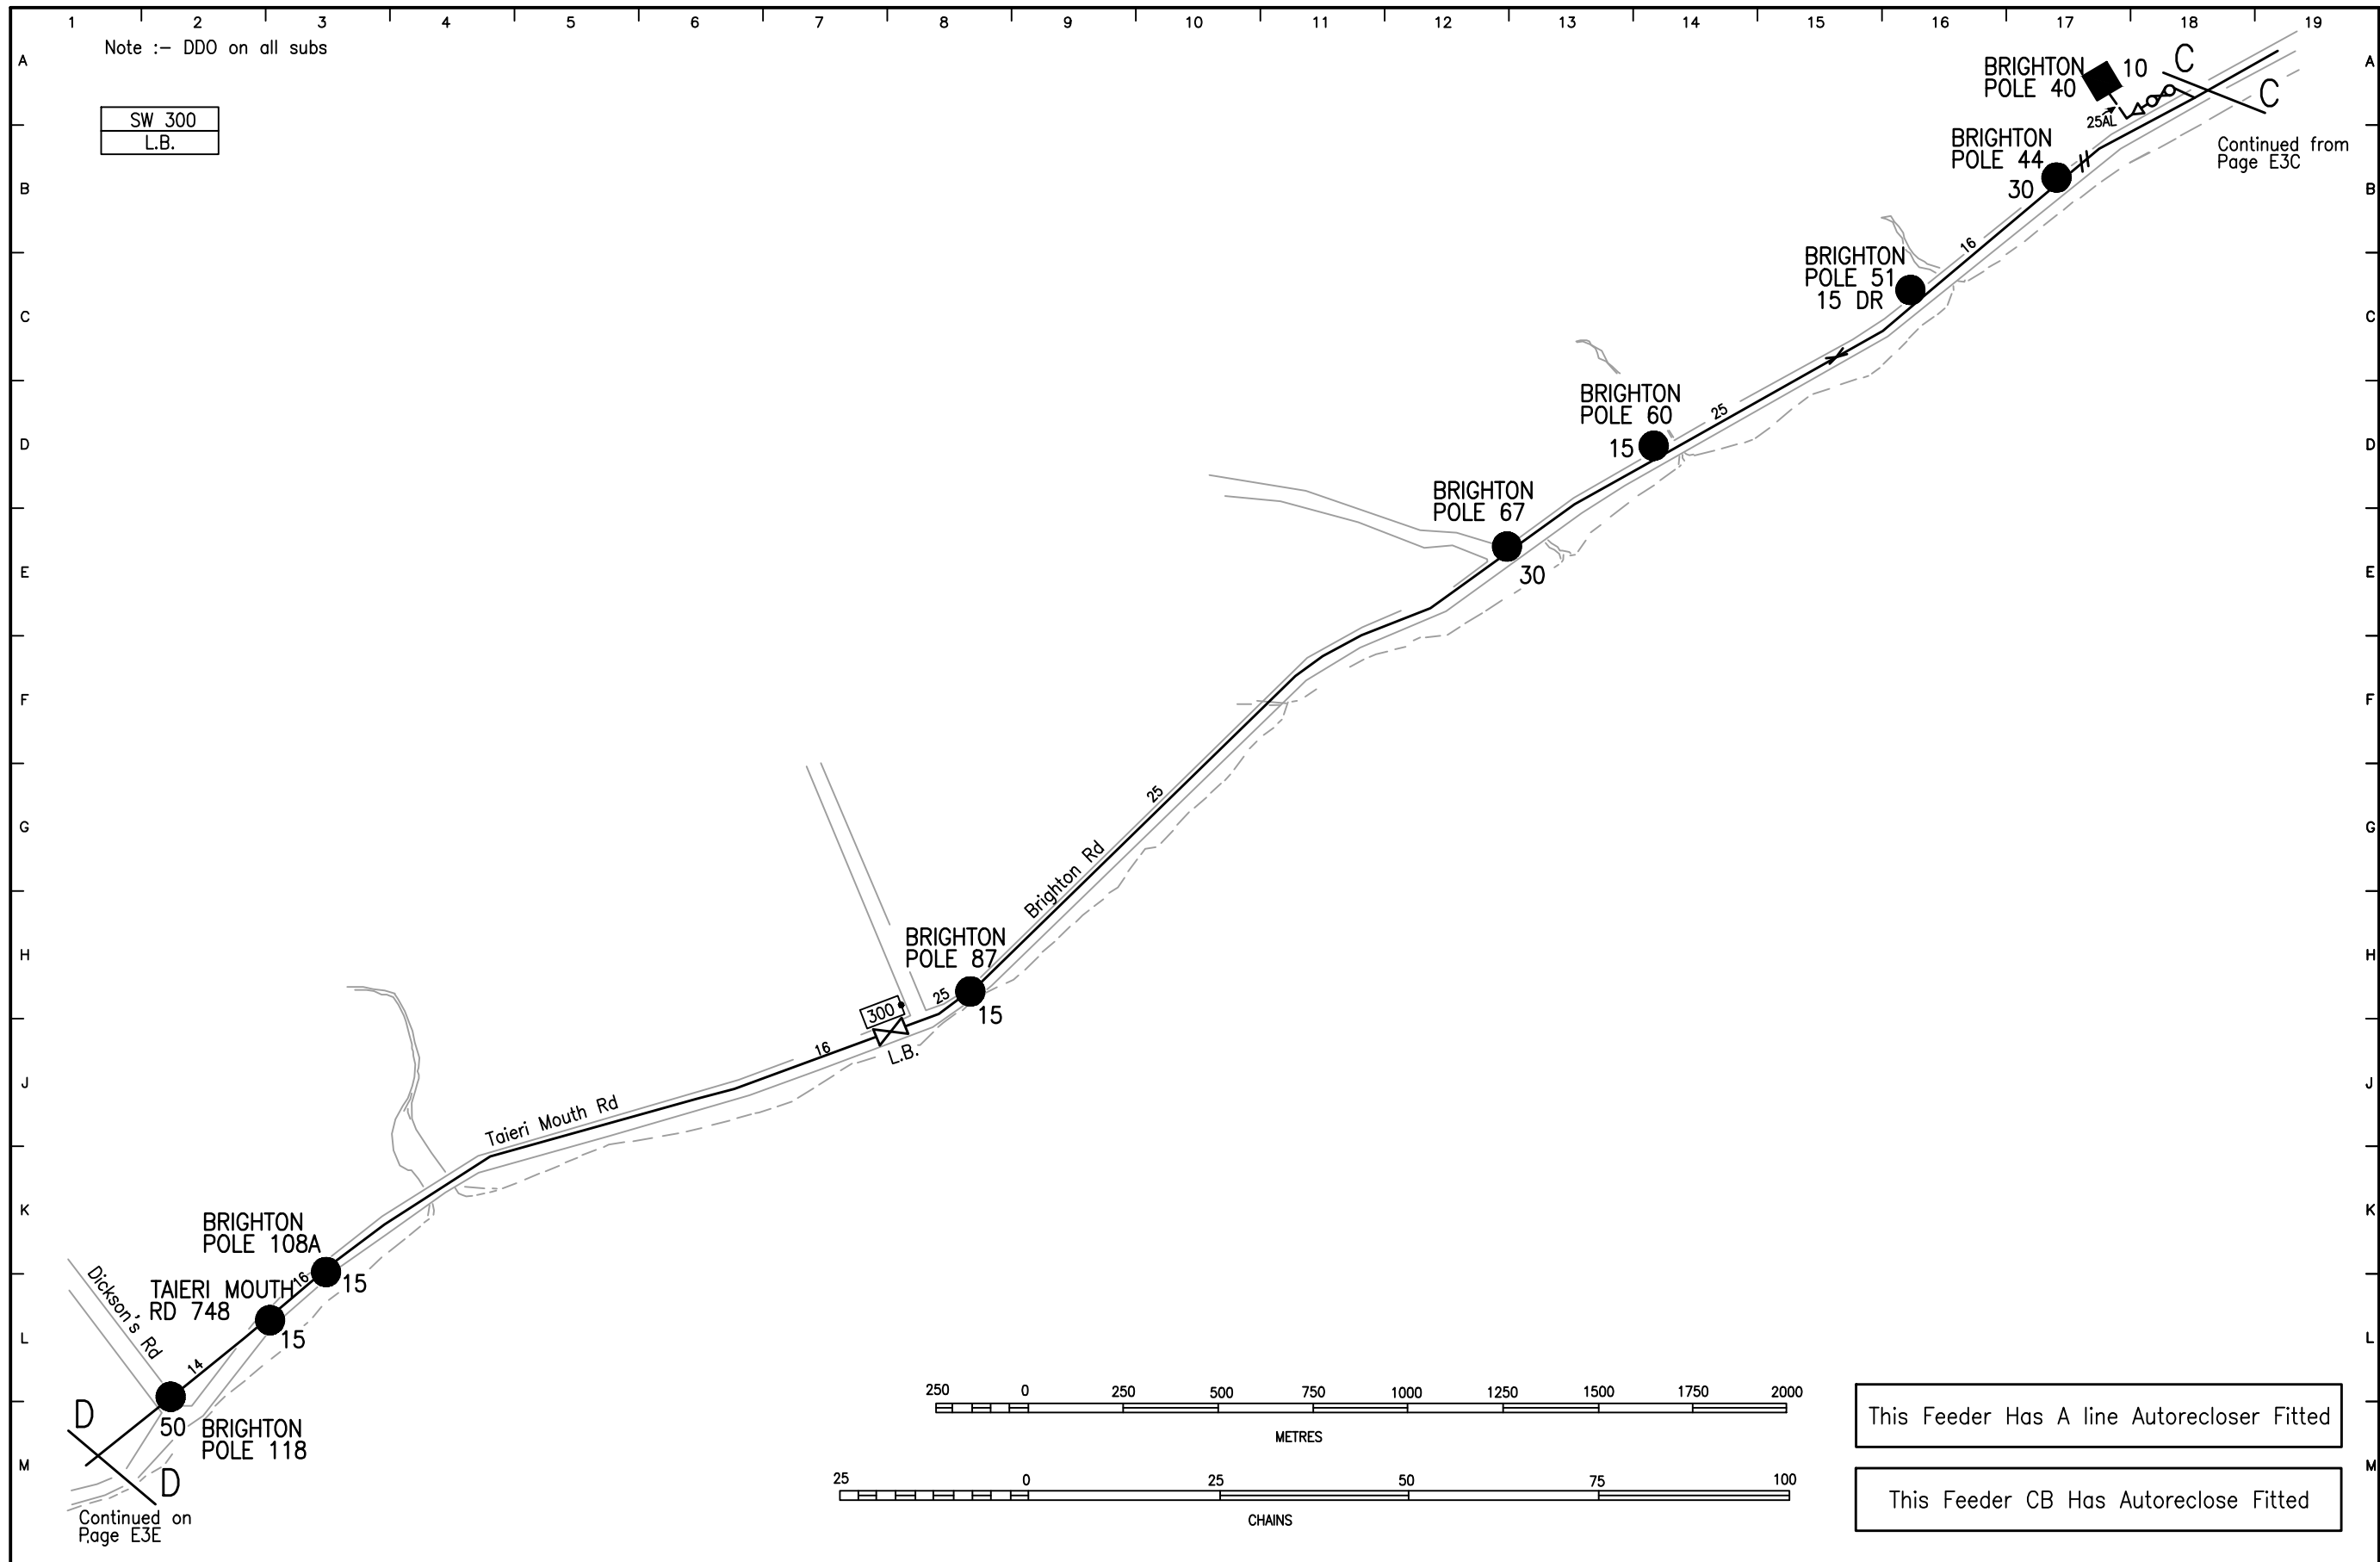 1 2 3 4 5 6 7 8 9 10 11 12 13 14 15 16 17 18 19
Note :- DDO on all subs
A
A
BRIGHTON
POLE 40
10
C
C
25AL
SW 300
L.B.
Continued from
Page E3C
BRIGHTON
POLE 44
30
B
B
16
BRIGHTON
POLE 51
15 DR
C
C
BRIGHTON
POLE 60
15
25
D
D
BRIGHTON
POLE 67
30
E
E
F
F
25
G
G
Brighton Rd
BRIGHTON
POLE 87
15
H
H
25
300
L.B.
16
J
J
Taieri Mouth Rd
K
K
BRIGHTON
POLE 108A
15
16
TAIERI MOUTH
RD 748
15
Dickson's Rd
L
L
14
50
BRIGHTON
POLE 118
D
D
M
M
Continued on
Page E3E
250 0 250 500 750 1000 1250 1500 1750 2000
METRES
25 0 25 50 75 100
CHAINS
This Feeder Has A line Autorecloser Fitted
This Feeder CB Has Autoreclose Fitted